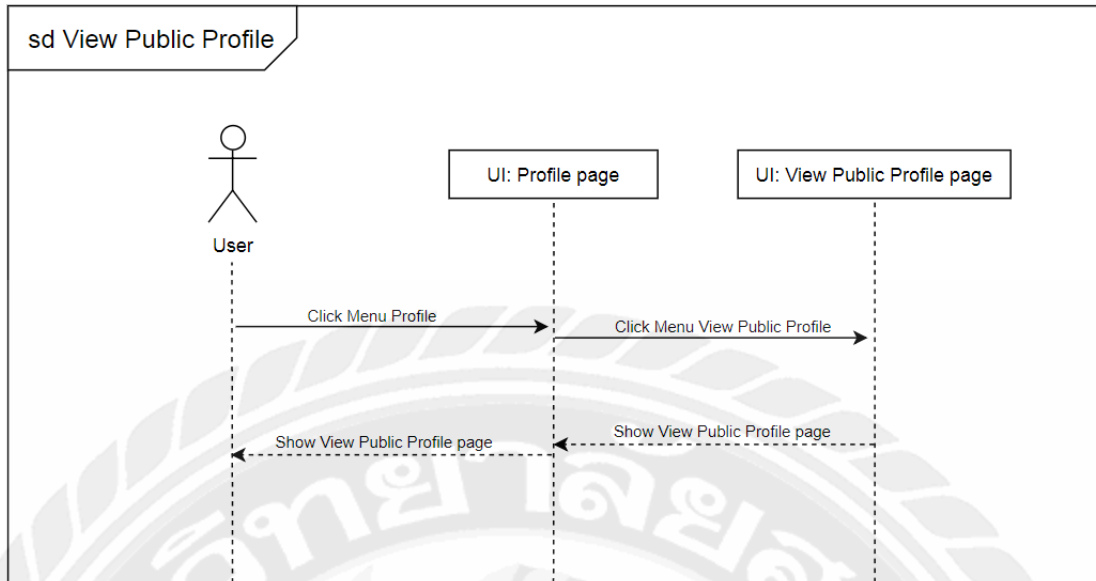 sd View Public Profile
UI: Profile page
UI: View Public Profile page
User
Click Menu Profile
Click Menu View Public Profile
Show View Public Profile page
Show View Public Profile page